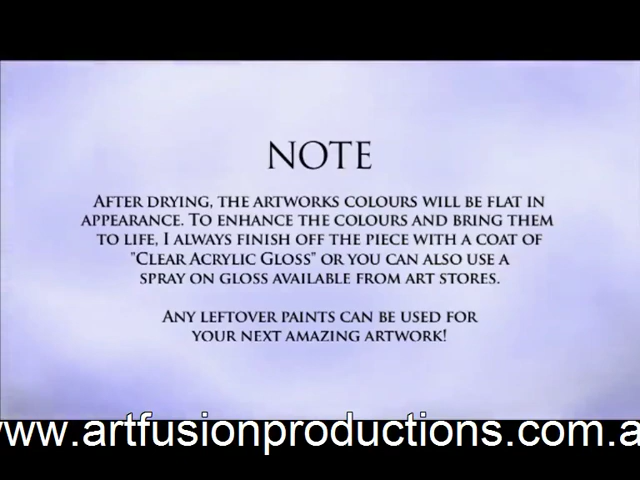 NOTE
AFTER DRYING, THE ARTWORKS COLOURS WILL BE FLAT IN
APPEARANCE. TO ENHANCE THE COLOURS AND BRING THEM
TO LIFE, I ALWAYS FINISH OFF THE PIECE WITH A COAT OF
"CLEAR ACRYLIC GLOSS" OR YOU CAN ALSO USE A
SPRAY ON GLOSS AVAILABLE FROM ART STORES.
ANY LEFTOVER PAINTS CAN BE USED FOR
YOUR NEXT AMAZING ARTWORK!
www.artfusionproductions.com.a